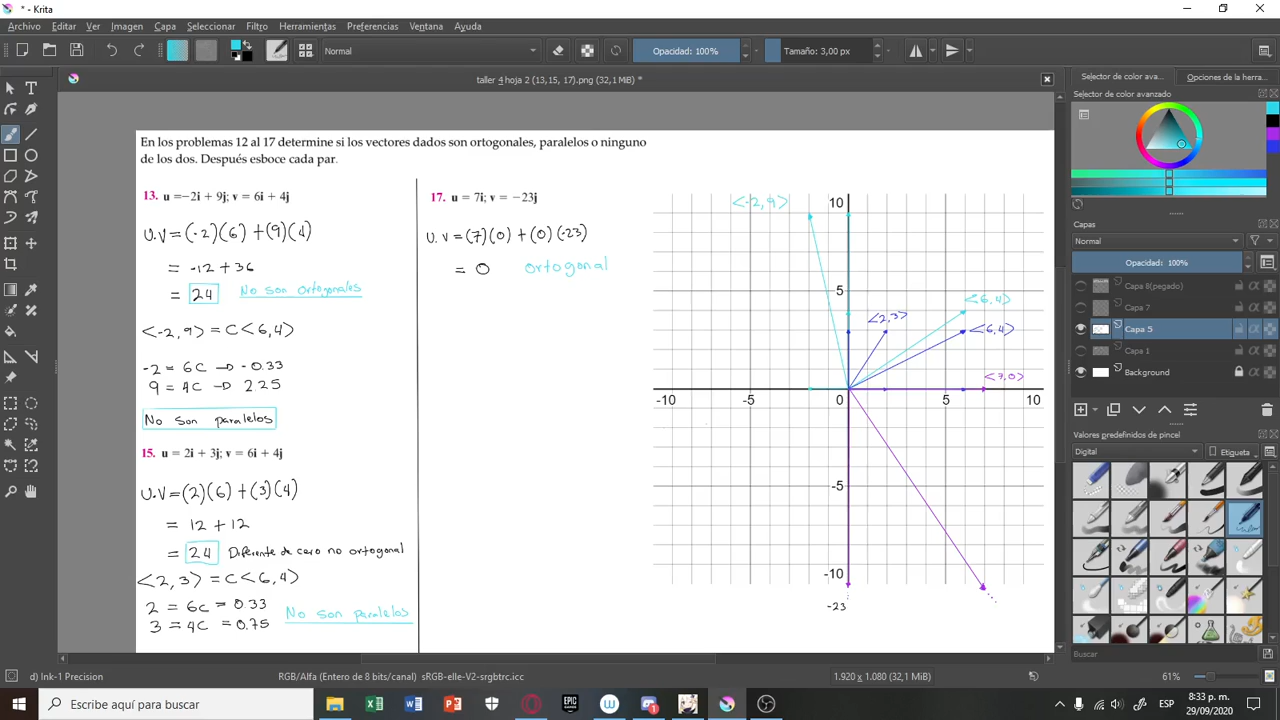 * - Krita
Archivo Editar Ver Imagen Capa Seleccionar Filtro Herramientas Preferencias Ventana Ayuda
Normal Opacidad: 100% Tamaño: 3,00 px
taller 4 hoja 2 (13,15, 17).png (32,1 MiB) *
En los problemas 12 al 17 determine si los vectores dados son ortogonales, paralelos o ninguno
de los dos. Después esboce cada par.
13. u =−2i + 9j; v = 6i + 4j
U.V = (-2)(6) + (9)(4)
= -12 + 36
= 24 No son ortogonales
<-2, 9> = C<6, 4>
-2 = 6C → -0.33
9 = 4C → 2.25
No son paralelos
15. u = 2i + 3j; v = 6i + 4j
U.V = (2)(6) + (3)(4)
= 12 + 12
= 24 Diferente de cero no ortogonal
<2, 3> = C<6, 4>
2 = 6C = 0.33
3 = 4C = 0.75
No son paralelos
17. u = 7i; v = −23j
U.V = (7)(0) + (0)(-23)
= 0 ortogonal
<-2, 9>
10
5
<6, 4>
<2,3>
<6,4>
<7,0>
-10 -5 0 5 10
-5
-10
-23
Selector de color ava... Opciones de la herra...
Selector de color avanzado
Capas
Normal
Opacidad: 100%
Capa 8(pegado)
Capa 7
Capa 5
Capa 1
Background
Valores predefinidos de pincel
Digital Etiqueta
Buscar
d) Ink-1 Precision RGB/Alfa (Entero de 8 bits/canal) sRGB-elle-V2-srgbtrc.icc 1.920 x 1.080 (32,1 MiB) 61%
Escribe aquí para buscar
ESP
8:33 p. m.
29/09/2020